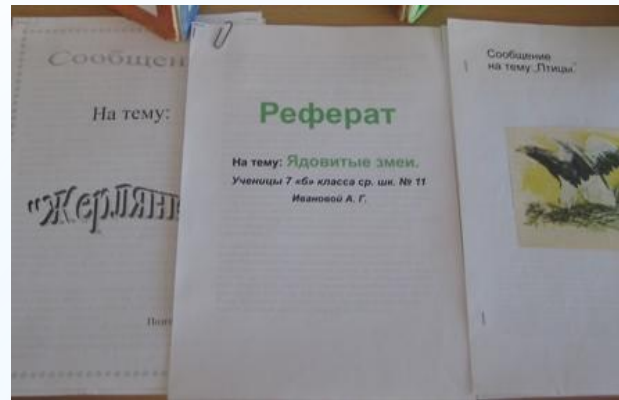 Сообщен
На тему:
Реферат
На тему: Ядовитые змеи.
Ученицы 7 «б» класса ср. шк. № 11
Ивановой А. Г.
Сообщение
на тему „Птицы"